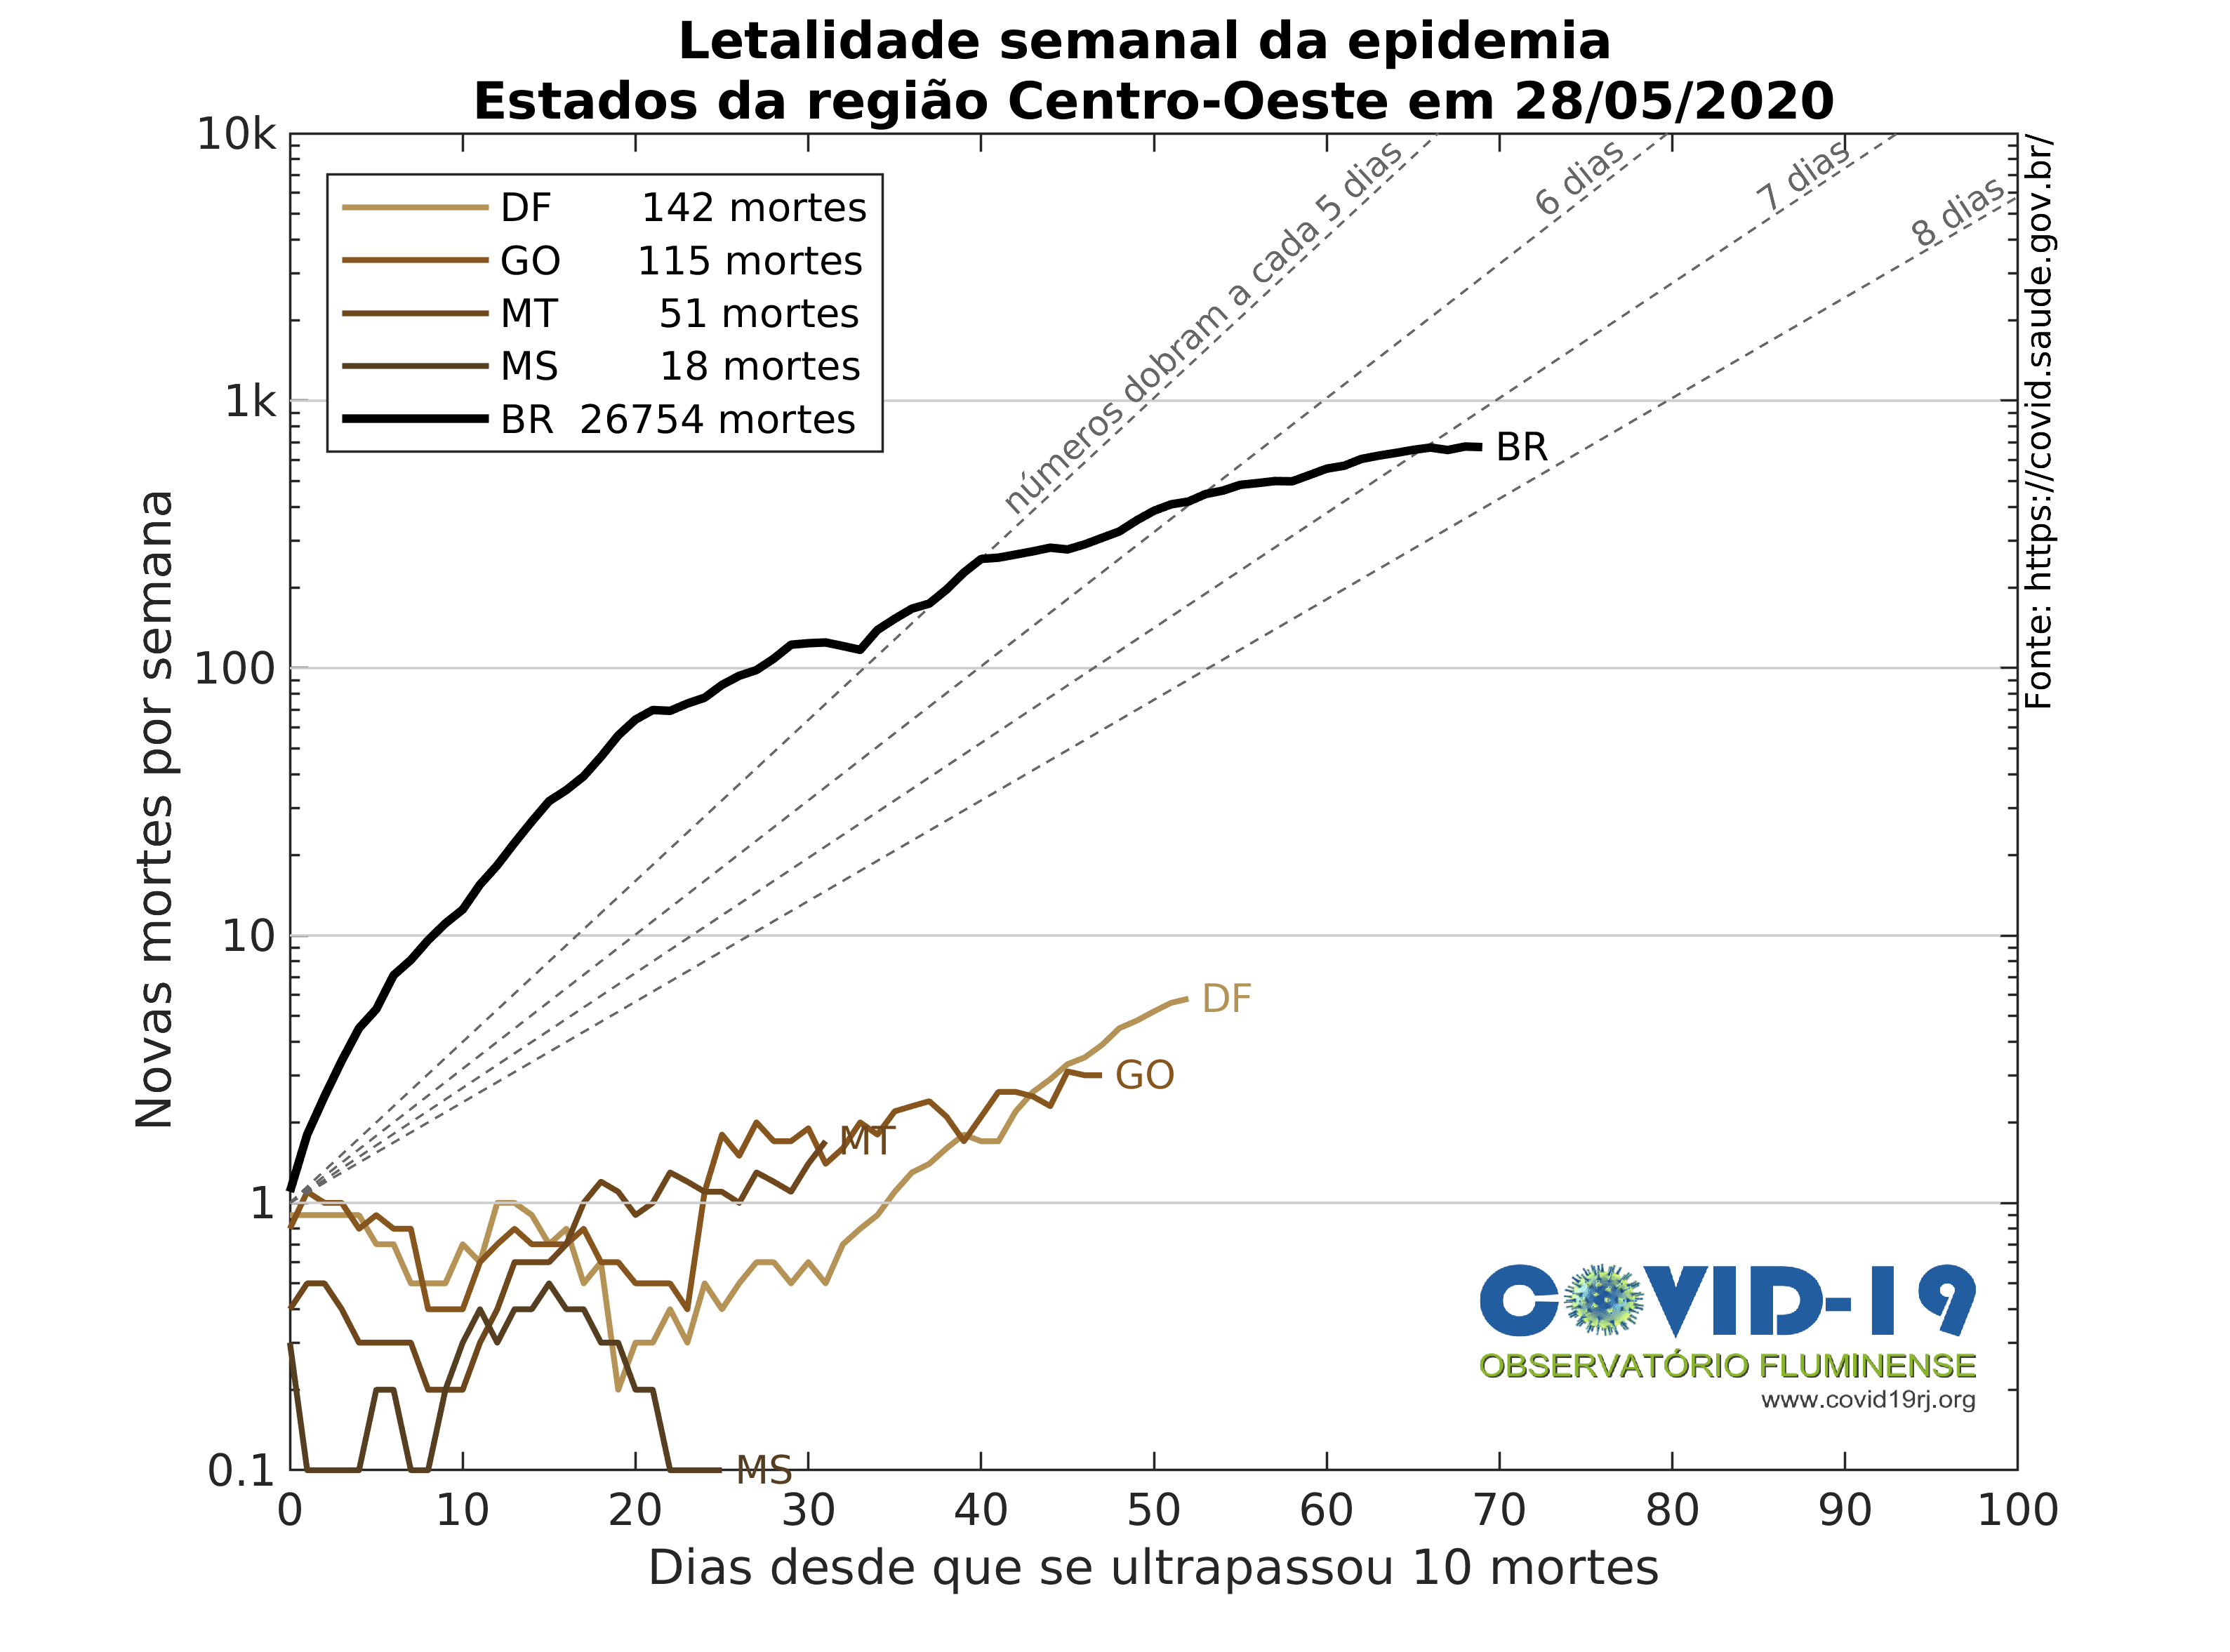 Letalidade semanal da epidemia
Estados da região Centro-Oeste em 28/05/2020
Novas mortes por semana
10k
1k
100
10
1
0.1
DF 142 mortes
GO 115 mortes
MT 51 mortes
MS 18 mortes
BR 26754 mortes
números dobram a cada 5 dias
6 dias
7 dias
8 dias
BR
DF
GO
MT
MS
Fonte: https://covid.saude.gov.br/
COVID-19
OBSERVATÓRIO FLUMINENSE
www.covid19rj.org
0 10 20 30 40 50 60 70 80 90 100
Dias desde que se ultrapassou 10 mortes